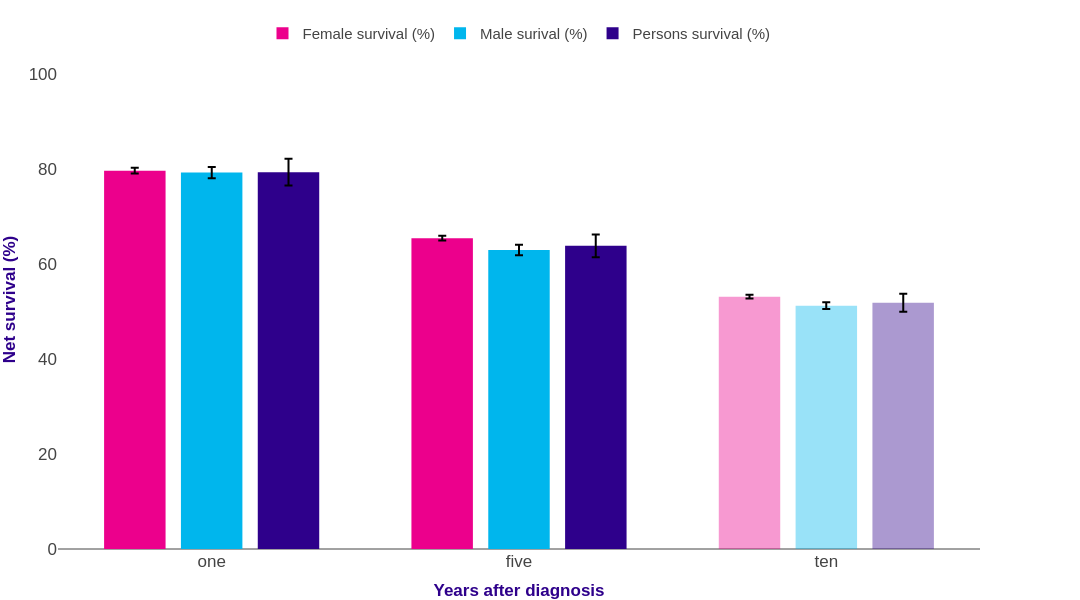 Female survival (%) Male surival (%) Persons survival (%)
100
80
60
40
20
0
Net survival (%)
one five ten
Years after diagnosis